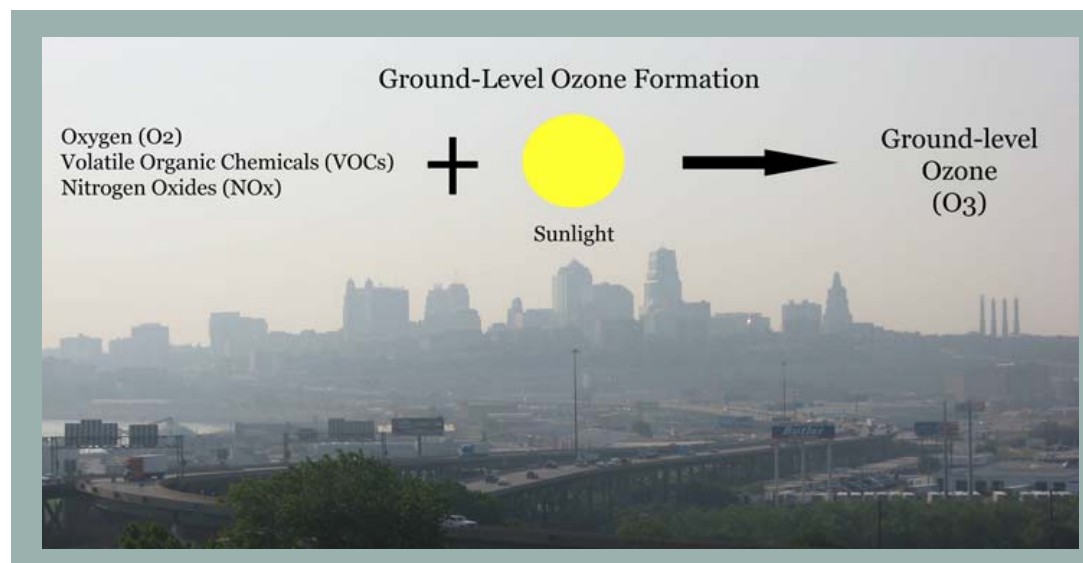 Ground-Level Ozone Formation
Oxygen (O2)
Volatile Organic Chemicals (VOCs)
Nitrogen Oxides (NOx)
Sunlight
Ground-level
Ozone
(O3)
Butler